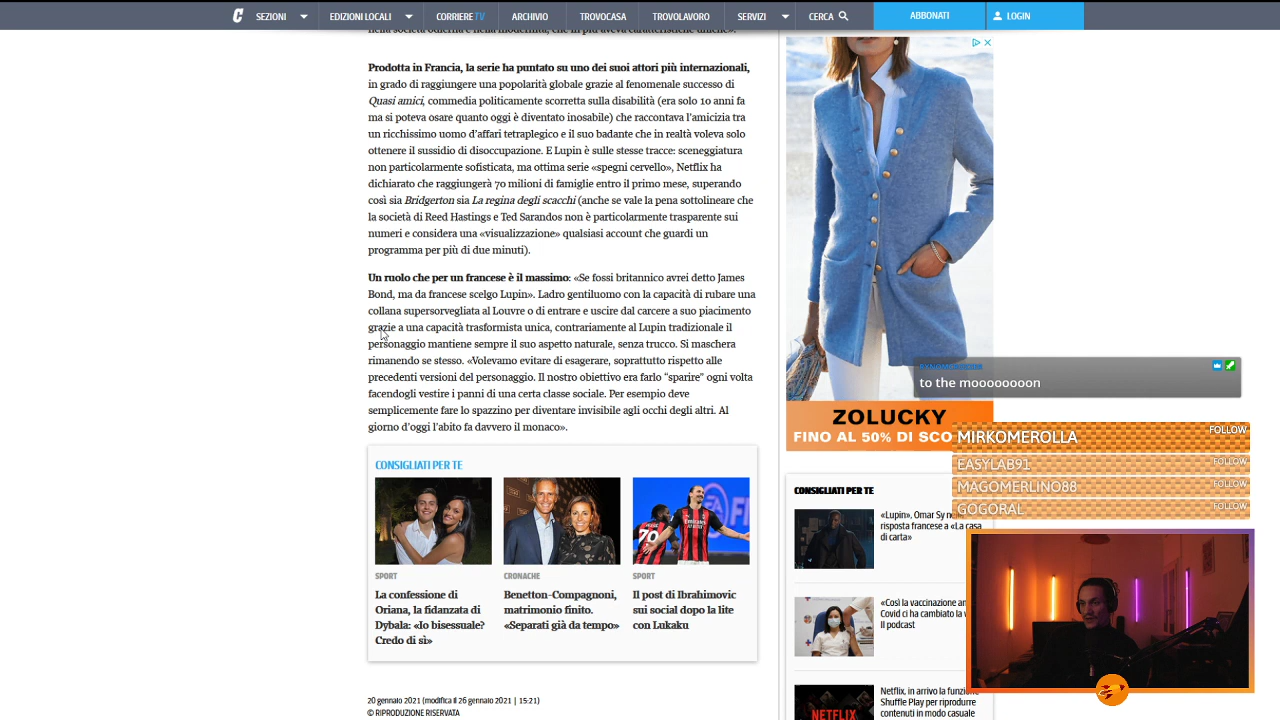 C SEZIONI EDIZIONI LOCALI CORRIERE TV ARCHIVIO TROVOCASA TROVOLAVORO SERVIZI CERCA ABBONATI LOGIN
nella società odierna e nella modernità, che in più aveva caratteristiche uniche».
Prodotta in Francia, la serie ha puntato su uno dei suoi attori più internazionali,
in grado di raggiungere una popolarità globale grazie al fenomenale successo di
Quasi amici, commedia politicamente scorretta sulla disabilità (era solo 10 anni fa
ma si poteva osare quanto oggi è diventato inosabile) che raccontava l'amicizia tra
un ricchissimo uomo d'affari tetraplegico e il suo badante che in realtà voleva solo
ottenere il sussidio di disoccupazione. E Lupin è sulle stesse tracce: sceneggiatura
non particolarmente sofisticata, ma ottima serie «spegni cervello», Netflix ha
dichiarato che raggiungerà 70 milioni di famiglie entro il primo mese, superando
così sia Bridgerton sia La regina degli scacchi (anche se vale la pena sottolineare che
la società di Reed Hastings e Ted Sarandos non è particolarmente trasparente sui
numeri e considera una «visualizzazione» qualsiasi account che guardi un
programma per più di due minuti).
Un ruolo che per un francese è il massimo: «Se fossi britannico avrei detto James
Bond, ma da francese scelgo Lupin». Ladro gentiluomo con la capacità di rubare una
collana supersorvegliata al Louvre o di entrare e uscire dal carcere a suo piacimento
grazie a una capacità trasformista unica, contrariamente al Lupin tradizionale il
personaggio mantiene sempre il suo aspetto naturale, senza trucco. Si maschera
rimanendo se stesso. «Volevamo evitare di esagerare, soprattutto rispetto alle
precedenti versioni del personaggio. Il nostro obiettivo era farlo “sparire” ogni volta
facendogli vestire i panni di una certa classe sociale. Per esempio deve
semplicemente fare lo spazzino per diventare invisibile agli occhi degli altri. Al
giorno d'oggi l'abito fa davvero il monaco».
CONSIGLIATI PER TE
SPORT
La confessione di
Oriana, la fidanzata di
Dybala: «Io bisessuale?
Credo di sì»
CRONACHE
Benetton-Compagnoni,
matrimonio finito.
«Separati già da tempo»
SPORT
Il post di Ibrahimovic
sui social dopo la lite
con Lukaku
20 gennaio 2021 (modifica il 26 gennaio 2021 | 15:21)
© RIPRODUZIONE RISERVATA
ZOLUCKY
FINO AL 50% DI SCO
to the mooooooooon
MIRKOMEROLLA FOLLOW
EASYLAB91 FOLLOW
MAGOMERLINO88 FOLLOW
GOGORAL FOLLOW
CONSIGLIATI PER TE
«Lupin», Omar Sy
risposta francese a «La casa
di carta»
«Così la vaccinazione
Covid ci ha cambiato la
Il podcast
NETFLIX
Netflix, in arrivo la
Shuffle Play per riprodurre
contenuti in modo casuale